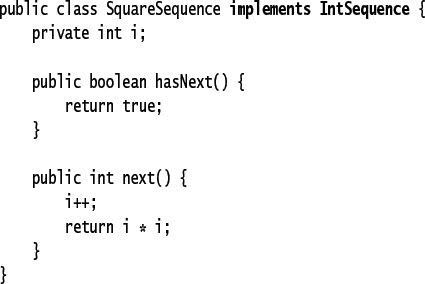 public class SquareSequence implements IntSequence {
    private int i;

    public boolean hasNext() {
        return true;
    }

    public int next() {
        i++;
        return i * i;
    }
}